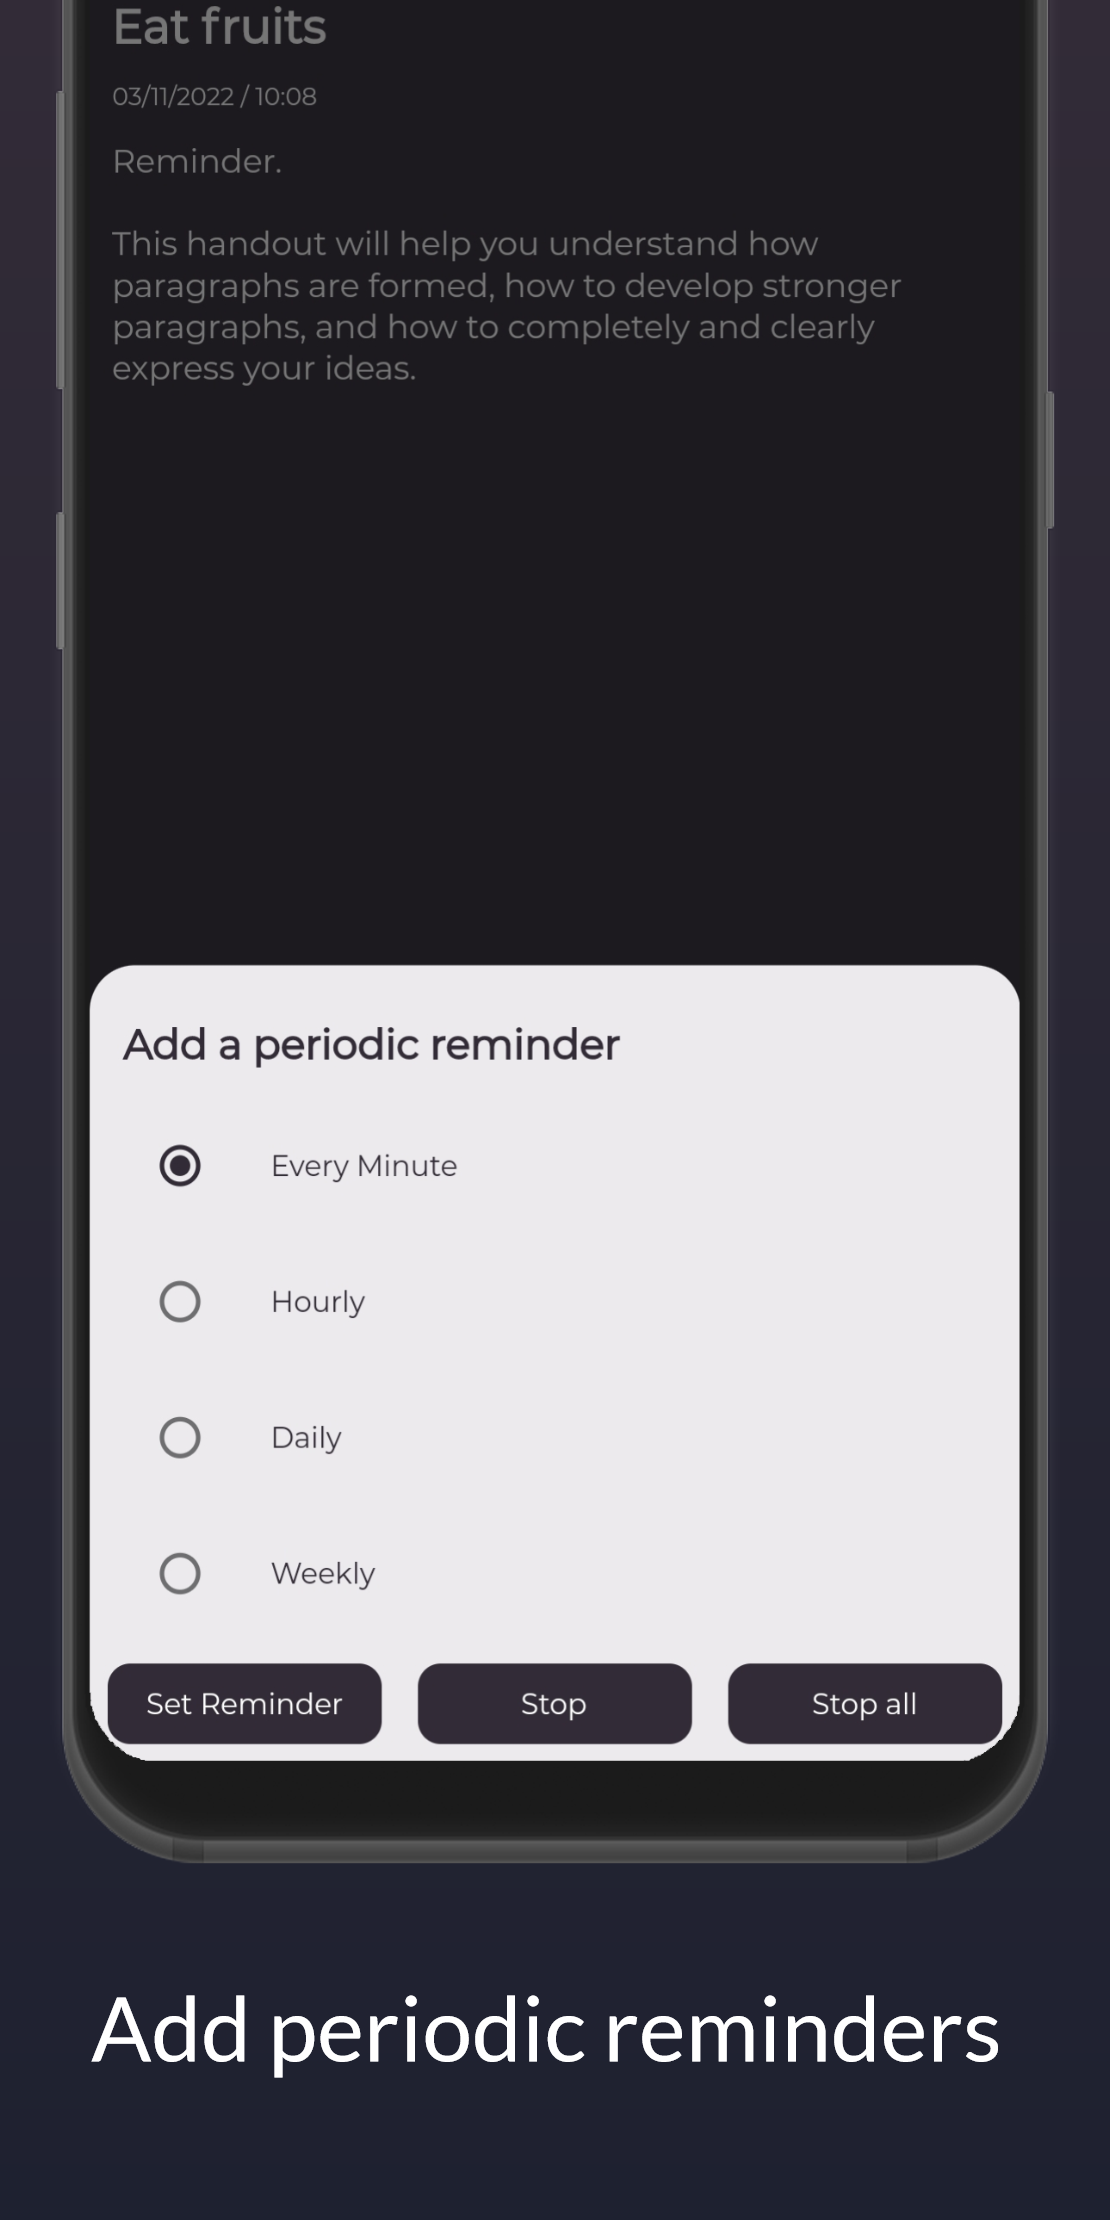 Eat fruits
03/11/2022 / 10:08
Reminder.
This handout will help you understand how
paragraphs are formed, how to develop stronger
paragraphs, and how to completely and clearly
express your ideas.
Add a periodic reminder
Every Minute
Hourly
Daily
Weekly
Set Reminder
Stop
Stop all
Add periodic reminders